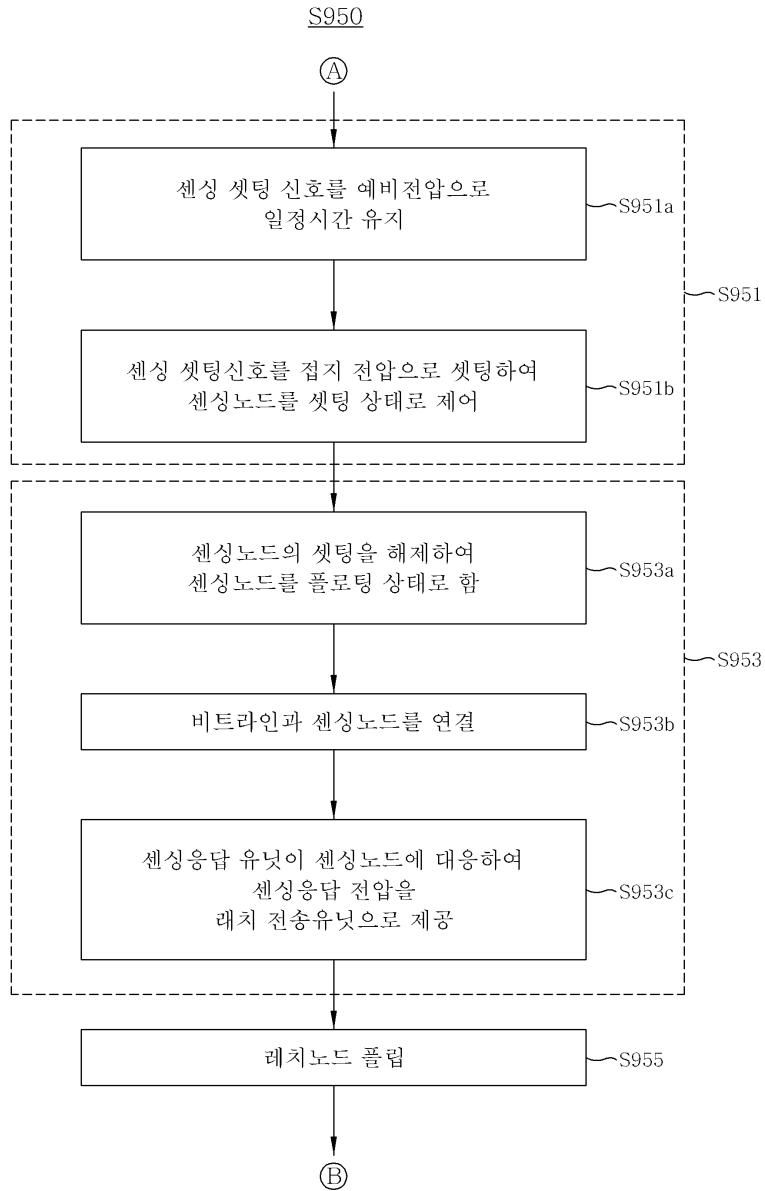 S950
A
센싱 셋팅 신호를 예비전압으로
일정시간 유지
S951a
S951
센싱 셋팅신호를 접지 전압으로 셋팅하여
센싱노드를 셋팅 상태로 제어
S951b
센싱노드의 셋팅을 해제하여
센싱노드를 플로팅 상태로 함
S953a
S953
비트라인과 센싱노드를 연결
S953b
센싱응답 유닛이 센싱노드에 대응하여
센싱응답 전압을
래치 전송유닛으로 제공
S953c
레치노드 플립
S955
B